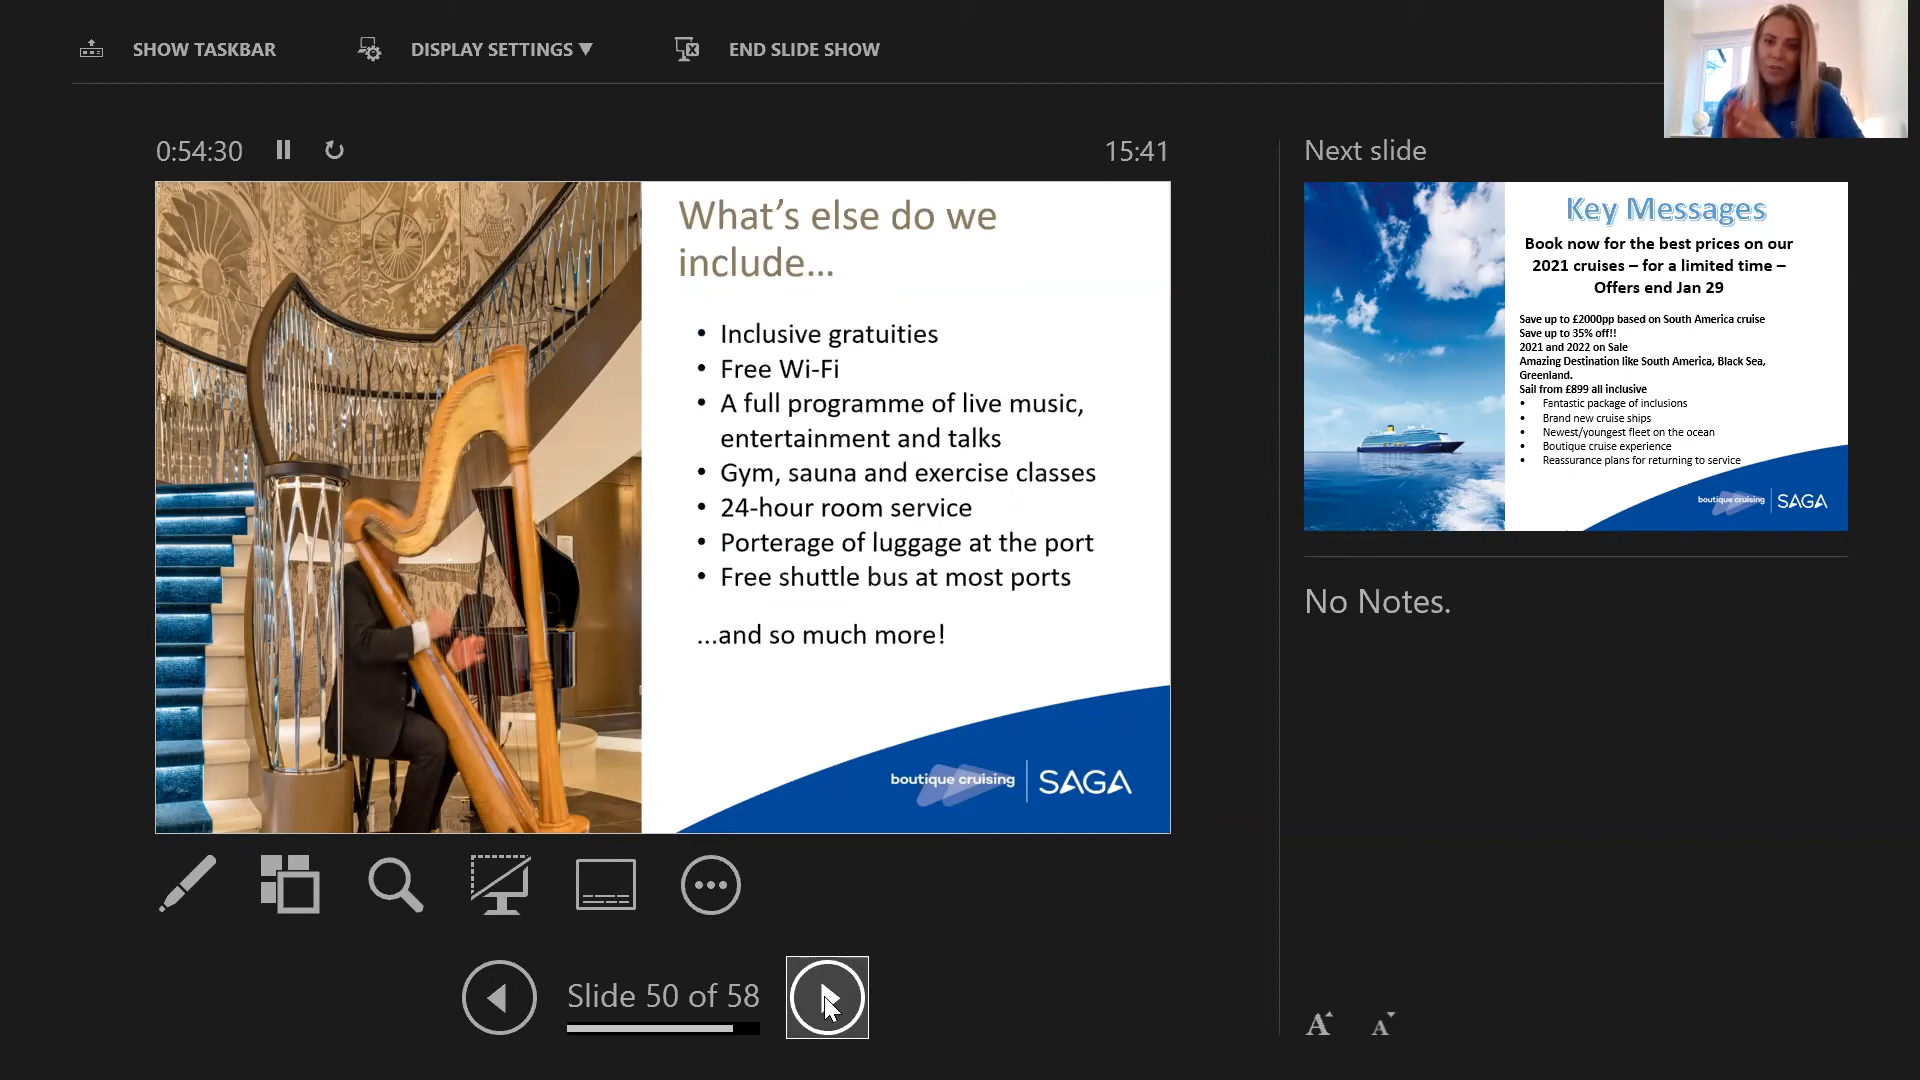 SHOW TASKBAR
DISPLAY SETTINGS ▼
END SLIDE SHOW
0:54:30
15:41
What’s else do we
include...
• Inclusive gratuities
• Free Wi-Fi
• A full programme of live music,
entertainment and talks
• Gym, sauna and exercise classes
• 24-hour room service
• Porterage of luggage at the port
• Free shuttle bus at most ports
...and so much more!
boutique cruising | SAGA
Slide 50 of 58
Next slide
Key Messages
Book now for the best prices on our
2021 cruises – for a limited time –
Offers end Jan 29
Save up to £2000pp based on South America cruise
Save up to 35% off!!
2021 and 2022 on Sale
Amazing Destination like South America, Black Sea,
Greenland.
Sail from £899 all inclusive
• Fantastic package of inclusions
• Brand new cruise ships
• Newest/youngest fleet on the ocean
• Boutique cruise experience
• Reassurance plans for returning to service
boutique cruising | SAGA
No Notes.
A A